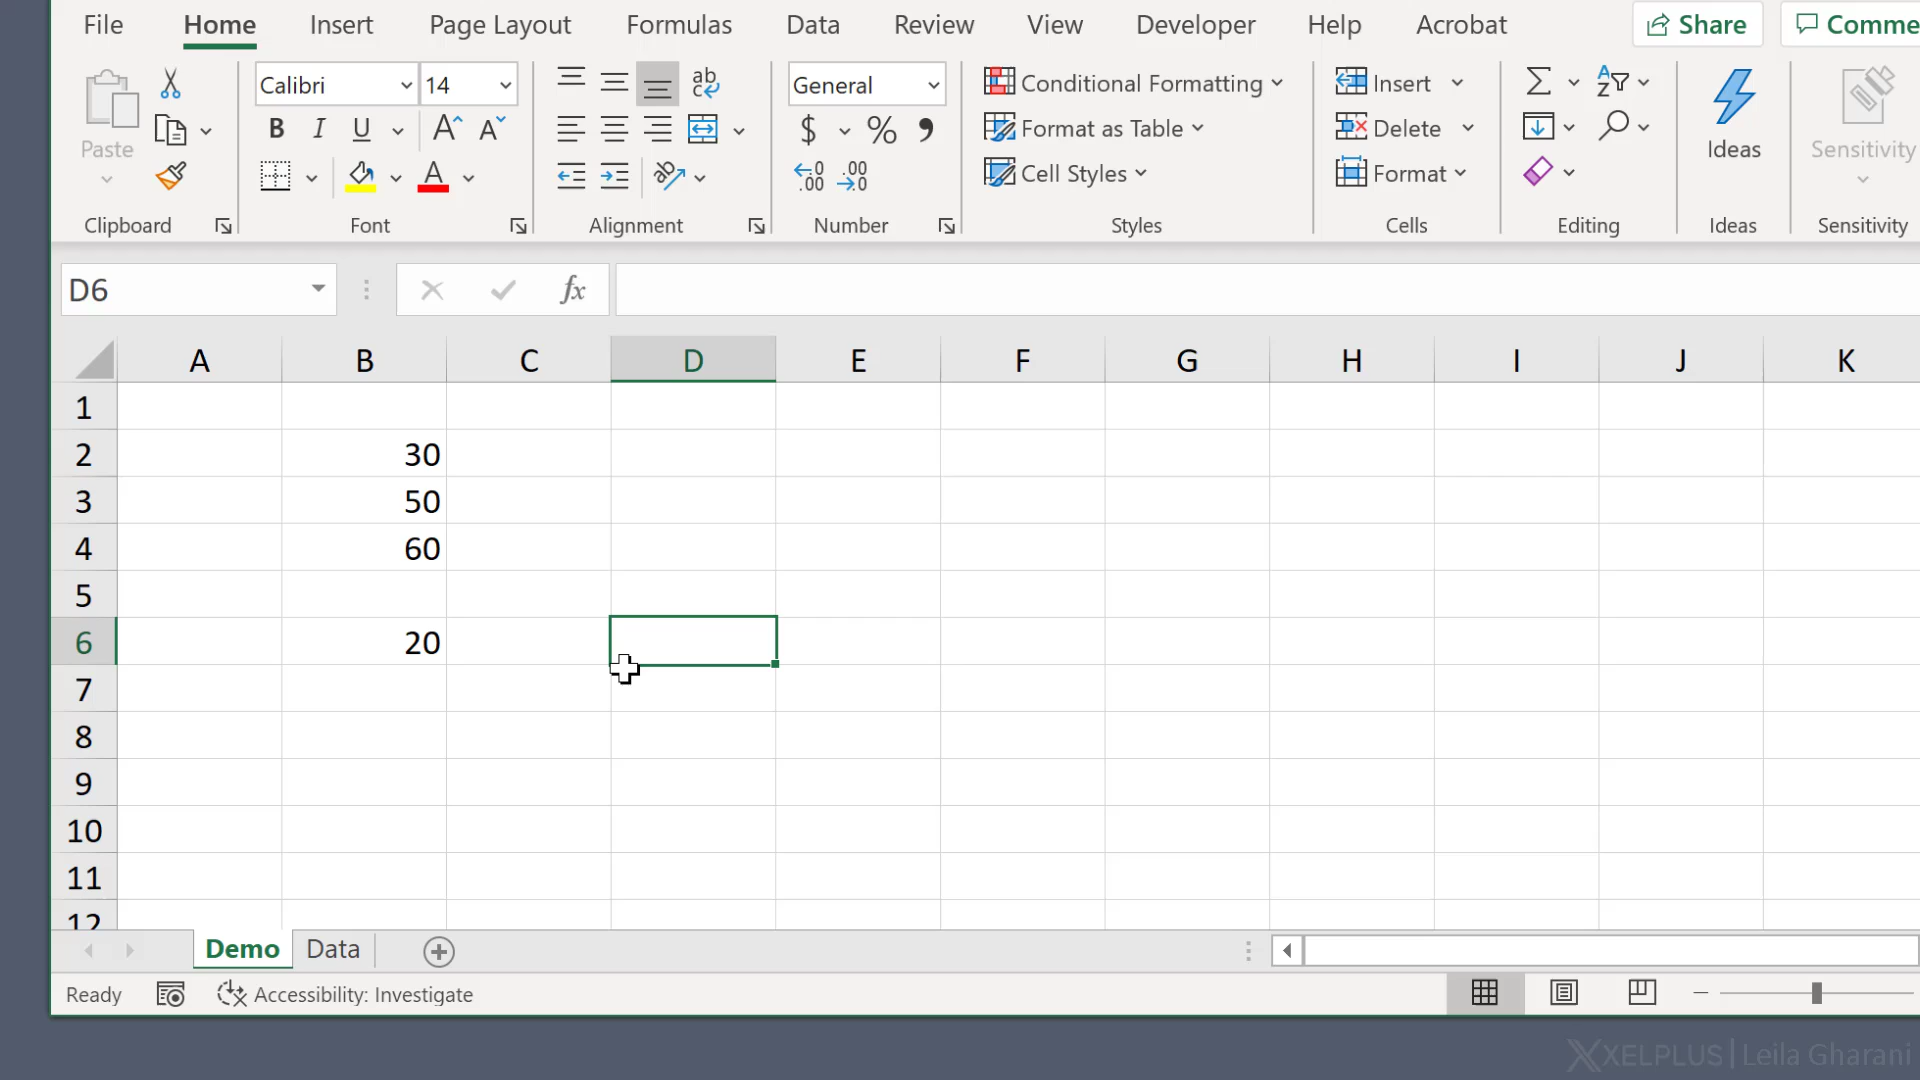 File Home Insert Page Layout Formulas Data Review View Developer Help Acrobat Share Comme
Paste
Calibri 14
ab
General
Conditional Formatting
Insert
Format as Table
Delete
Cell Styles
Format
Ideas
Sensitivity
Clipboard Font Alignment Number Styles Cells Editing Ideas Sensitivity
D6 fx
A B C D E F G H I J K
1
2 30
3 50
4 60
5
6 20
7
8
9
10
11
12
Demo Data
Ready Accessibility: Investigate
XELPLUS | Leila Gharani